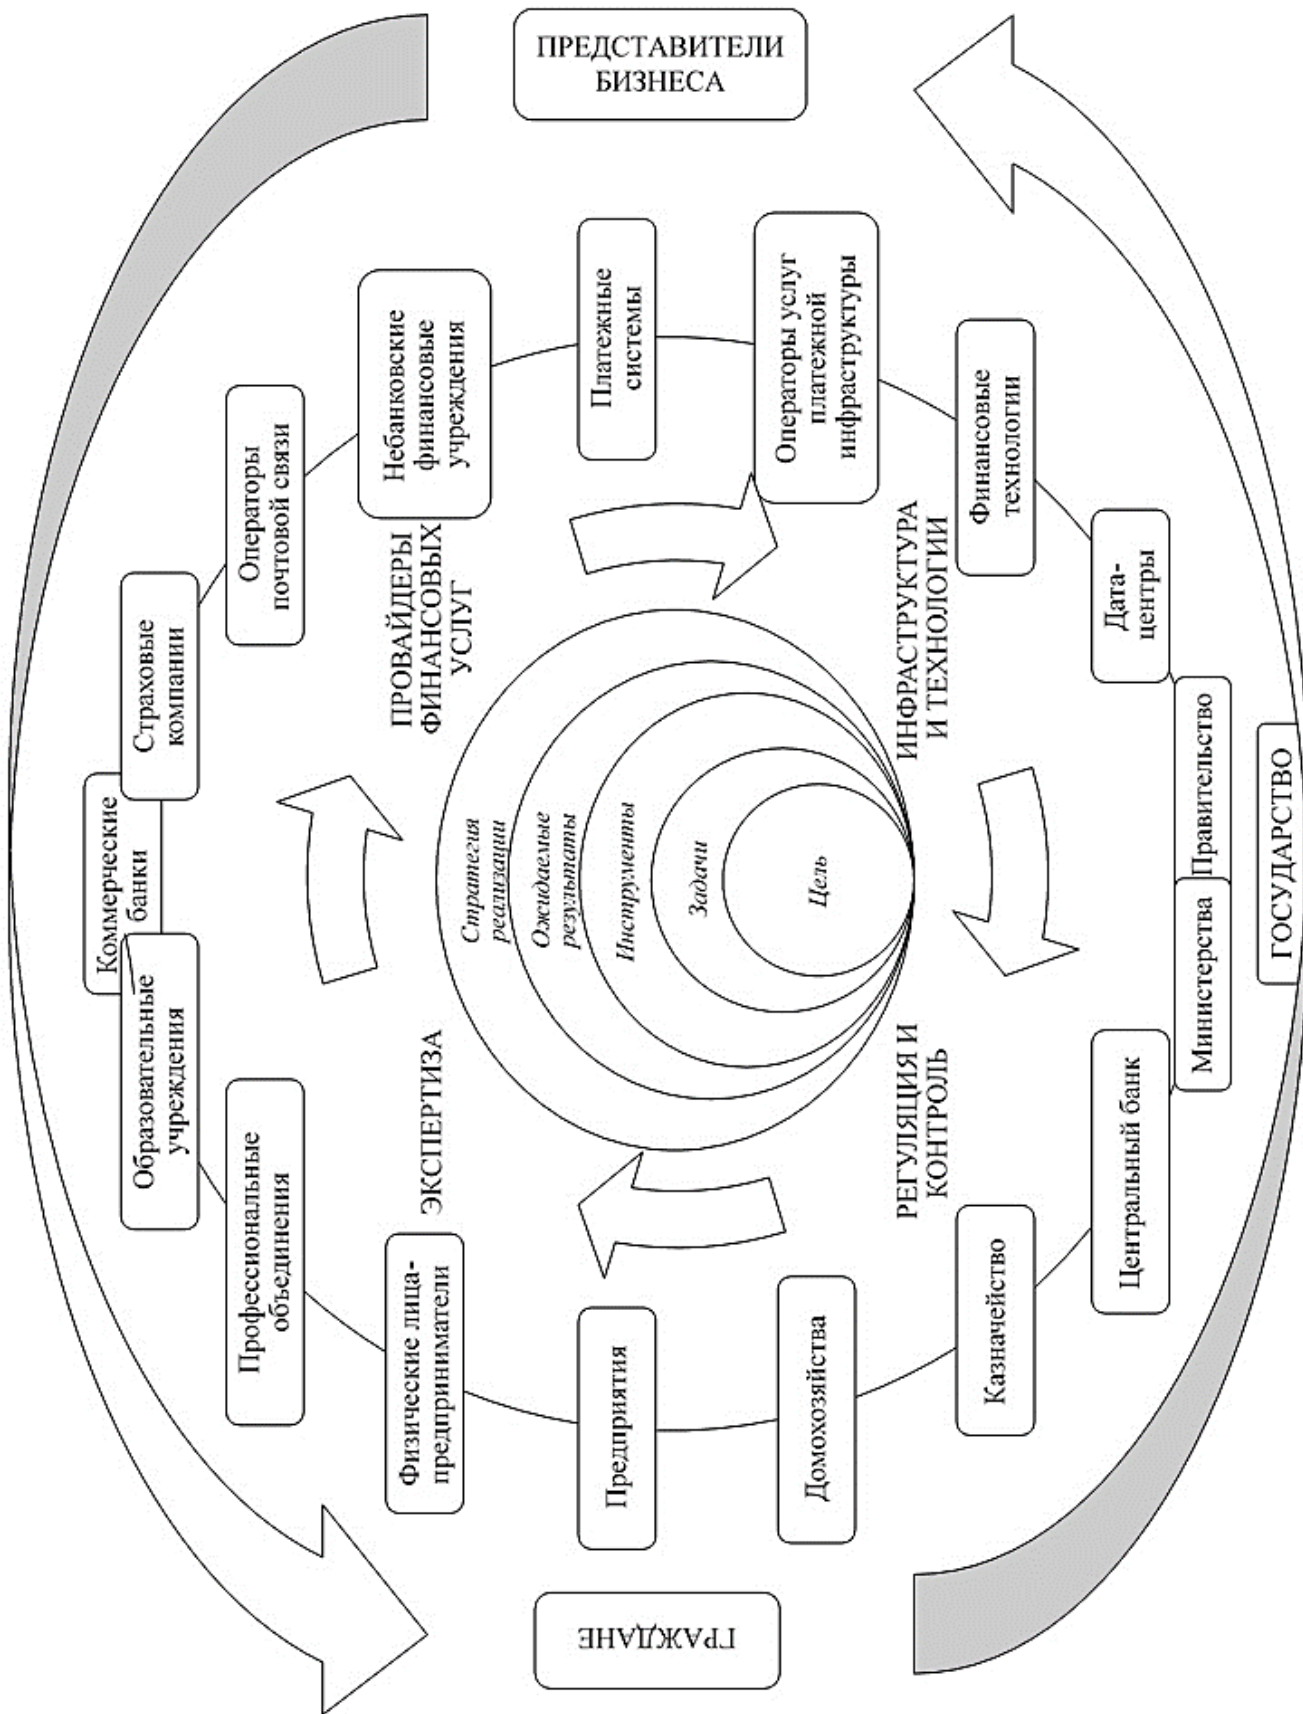 ПРЕДСТАВИТЕЛИ
БИЗНЕСА
Коммерческие
банки
Страховые
компании
Операторы
почтовой связи
Небанковские
финансовые
учреждения
Платежные
системы
Операторы услуг
платежной
инфраструктуры
Финансовые
технологии
Дата-
центры
Правительство
Министерства
Центральный банк
Казначейство
Домохозяйства
Предприятия
Физические лица-
предприниматели
Профессиональные
объединения
Образовательные
учреждения
ПРОВАЙДЕРЫ
ФИНАНСОВЫХ
УСЛУГ
ИНФРАСТРУКТУРА
И ТЕХНОЛОГИИ
РЕГУЛЯЦИЯ И
КОНТРОЛЬ
ЭКСПЕРТИЗА
Стратегия
реализации
Ожидаемые
результаты
Инструменты
Задачи
Цель
ГОСУДАРСТВО
ГРАЖДАНЕ